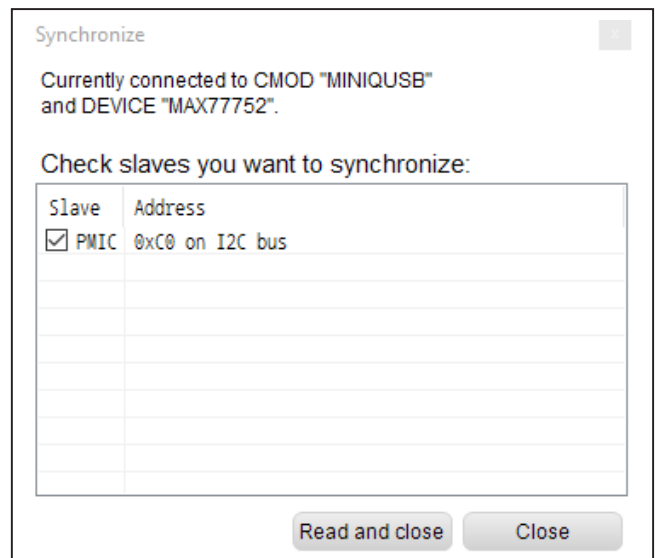 Synchronize
Currently connected to CMOD "MINIQUSB"
and DEVICE "MAX77752".
Check slaves you want to synchronize:
Slave Address
PMIC 0xC0 on I2C bus
Read and close Close